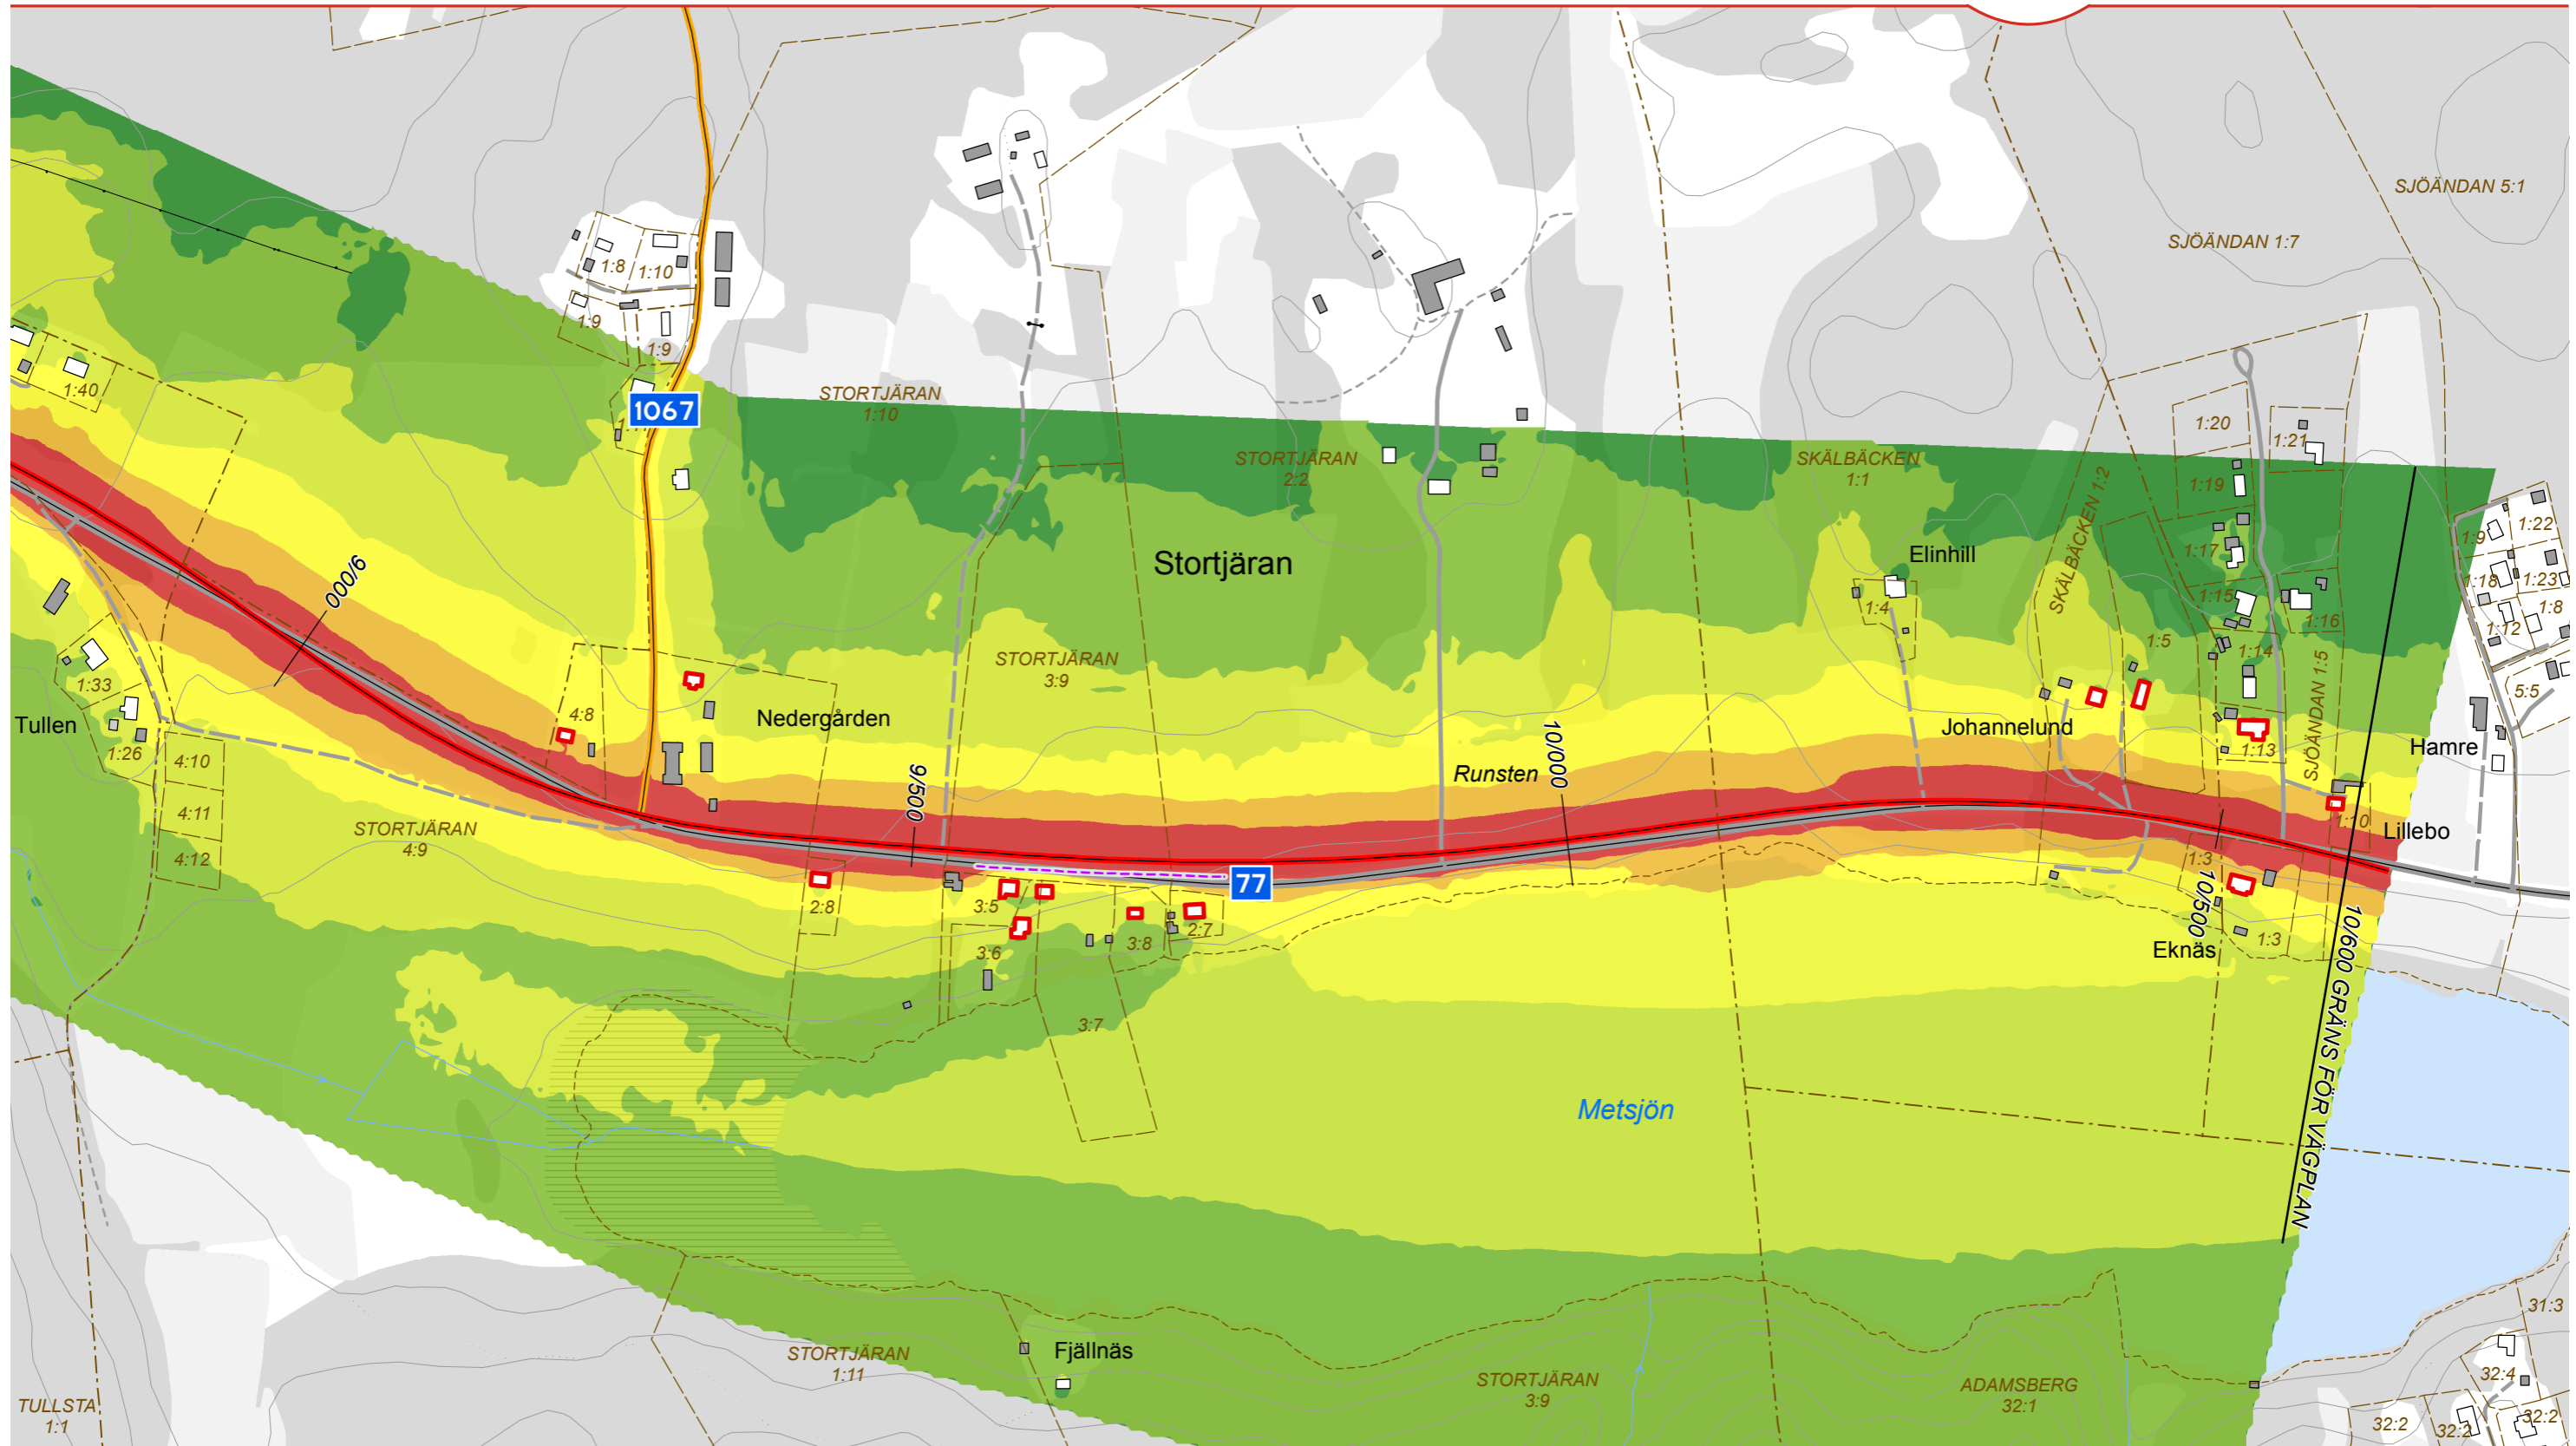 SJÖÄNDAN 5:1
SJÖÄNDAN 1:7
1:8
1:10
1:9
1:9
1:40
1067
STORTJÄRAN
1:10
STORTJÄRAN
2:2
SKÄLBÄCKEN
1:1
SKÄLBÄCKEN 1:2
1:20
1:21
1:19
1:17
1:15
1:16
1:14
1:22
1:9
1:18
1:23
1:8
1:12
5:5
Stortjäran
Elinhill
1:4
1:5
9/000
STORTJÄRAN
3:9
1:33
Tullen
1:26
4:8
Nedergården
4:10
4:11
4:12
STORTJÄRAN
4:9
9/500
Runsten
10/000
Johannelund
1:13
SJÖÄNDAN 1:5
Hamre
1:10
Lillebo
77
2:8
3:5
3:6
3:8
2:7
3:7
1:3
10/500
Eknäs
1:3
10/600 GRÄNS FÖR VÄGPLAN
Metsjön
Fjällnäs
STORTJÄRAN
1:11
STORTJÄRAN
3:9
ADAMSBERG
32:1
TULLSTA
1:1
31:3
32:4
32:2
32:2
32:2